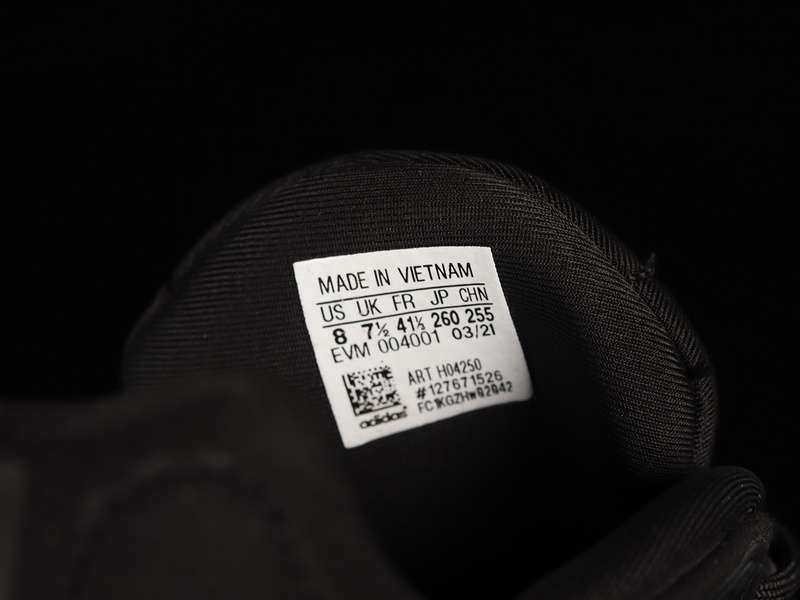 MADE IN VIETNAM
US UK FR JP CHN
8 7½ 41⅓ 260 255
EVM 004001 03/21
ART H04250
#127671526
FC1KGZHW02042
adidas